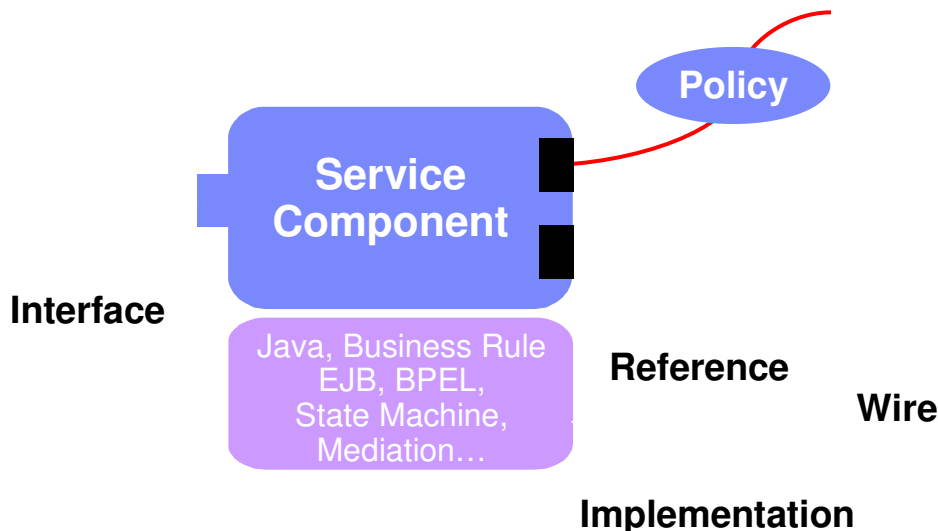 Policy
Service
Component
Interface
Java, Business Rule
EJB, BPEL,
State Machine,
Mediation…
Reference
Wire
Implementation